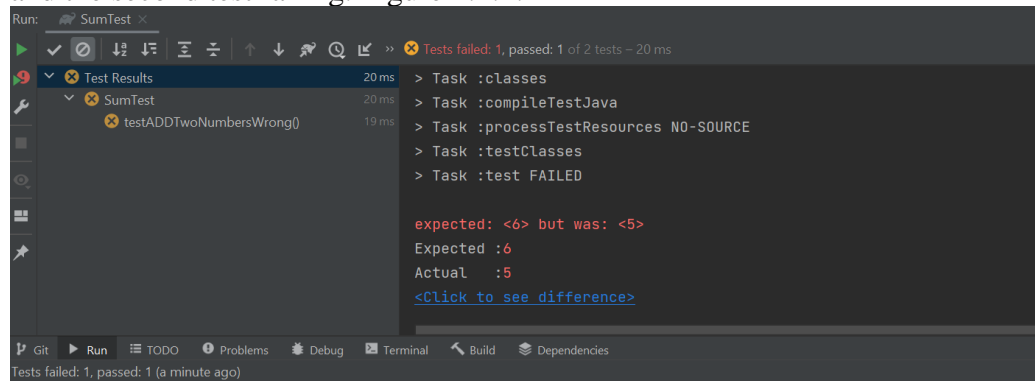 Run: SumTest ×
Tests failed: 1, passed: 1 of 2 tests – 20 ms
Test Results 20 ms
SumTest 20 ms
testADDTwoNumbersWrong() 19 ms
> Task :classes
> Task :compileTestJava
> Task :processTestResources NO-SOURCE
> Task :testClasses
> Task :test FAILED
expected: <6> but was: <5>
Expected :6
Actual :5
<Click to see difference>
Git Run TODO Problems Debug Terminal Build Dependencies
Tests failed: 1, passed: 1 (a minute ago)